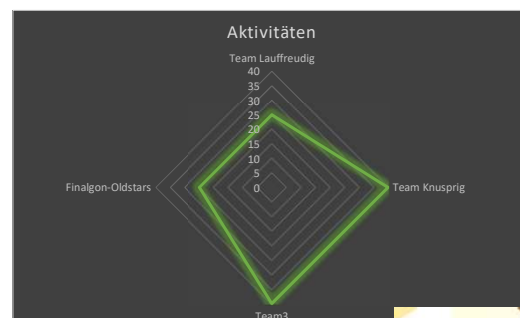 Aktivitäten
Team Lauffreudig
40
35
30
25
20
15
10
5
0
Finalgon-Oldstars
Team Knusprig
Team3